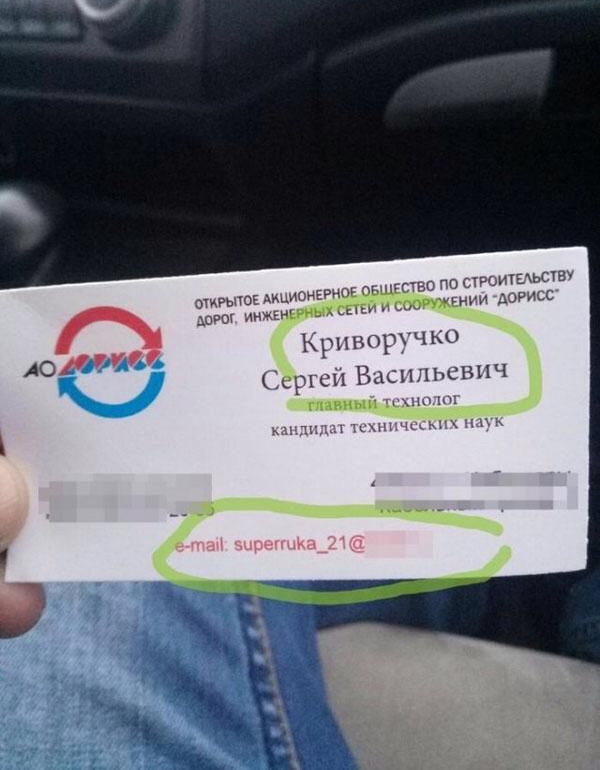 ОТКРЫТОЕ АКЦИОНЕРНОЕ ОБЩЕСТВО ПО СТРОИТЕЛЬСТВУ
ДОРОГ, ИНЖЕНЕРНЫХ СЕТЕЙ И СООРУЖЕНИЙ "ДОРИСС"
АО ДОРИСС
Криворучко
Сергей Васильевич
главный технолог
кандидат технических наук
e-mail: superruka_21@